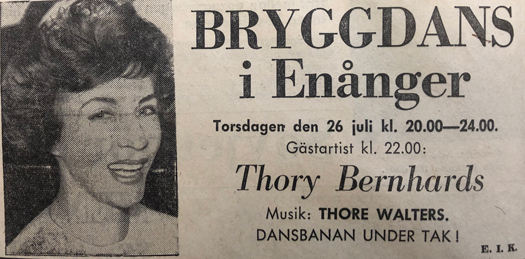 BRYGGDANS
i Enånger
Torsdagen den 26 juli kl. 20.00—24.00.
Gästartist kl. 22.00:
Thory Bernhards
Musik: THORE WALTERS.
DANSBANAN UNDER TAK!
E. I. K.